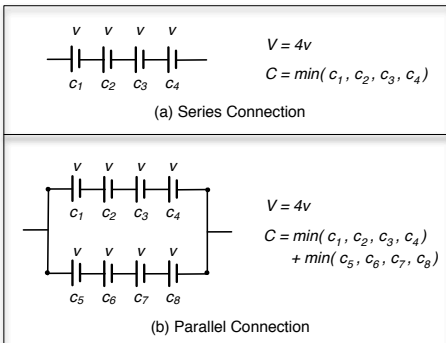 v v v v
c1 c2 c3 c4
V = 4v
C = min( c1 , c2 , c3 , c4 )
(a) Series Connection
v v v v
c1 c2 c3 c4
v v v v
c5 c6 c7 c8
V = 4v
C = min( c1 , c2 , c3 , c4 )
+ min( c5 , c6 , c7 , c8 )
(b) Parallel Connection